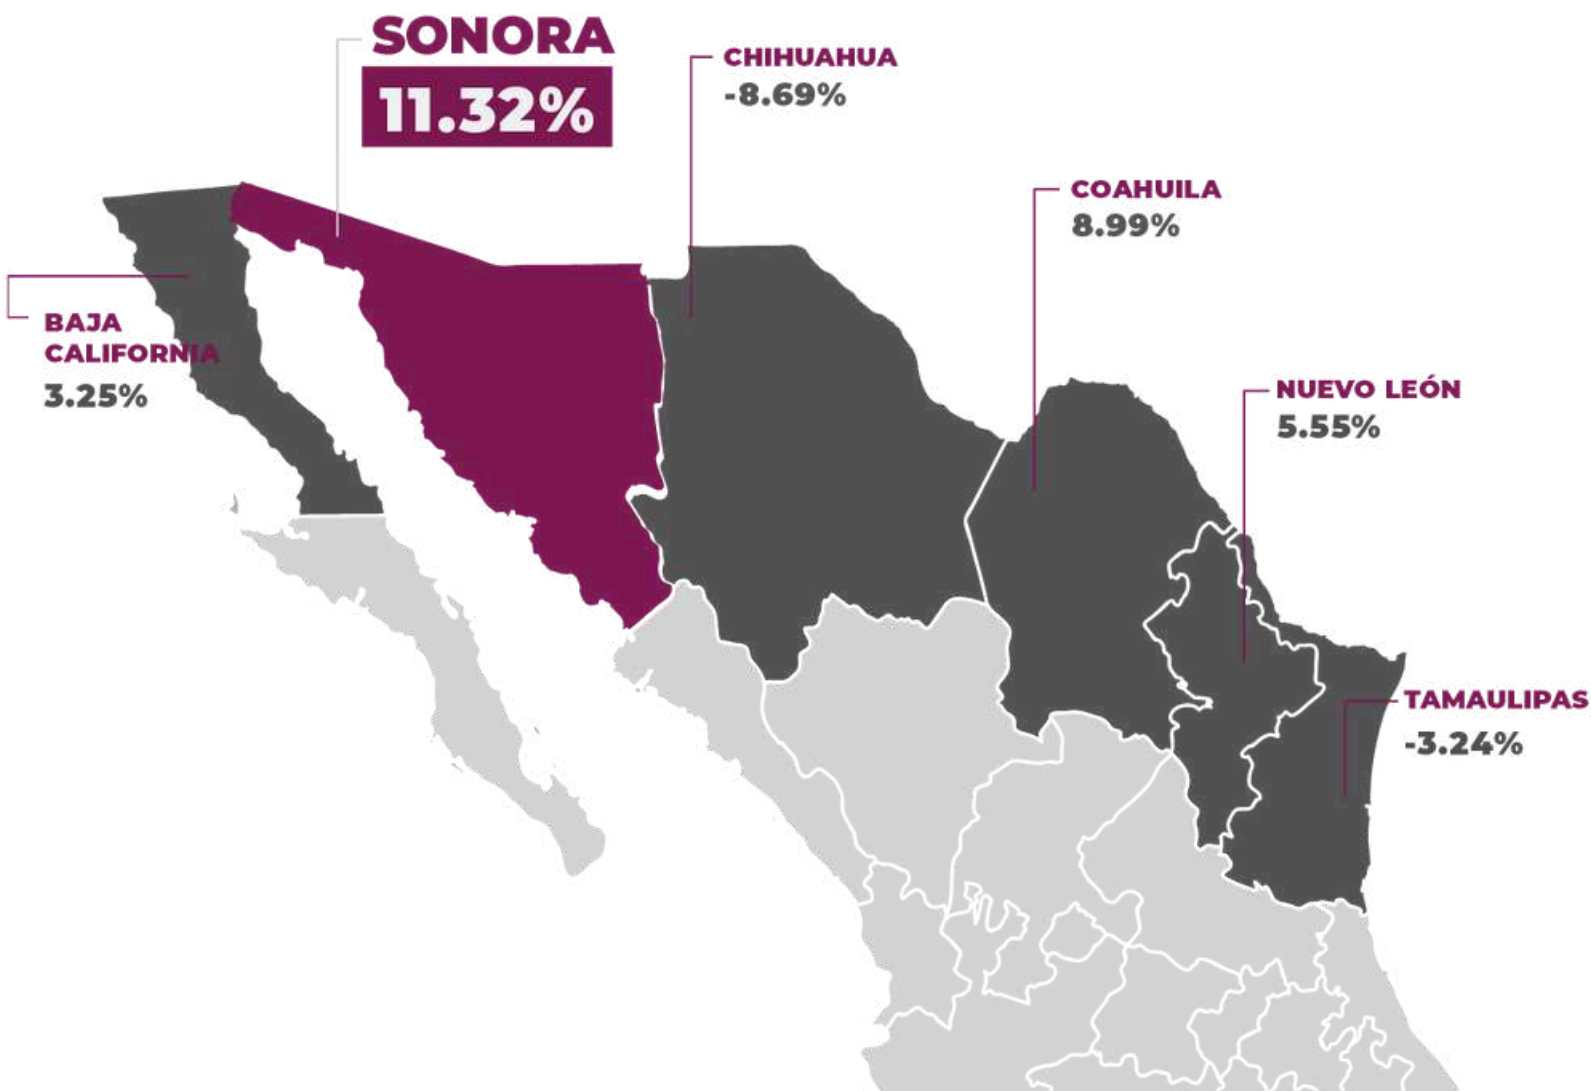 SONORA
11.32%
CHIHUAHUA
-8.69%
COAHUILA
8.99%
BAJA
CALIFORNIA
3.25%
NUEVO LEÓN
5.55%
TAMAULIPAS
-3.24%